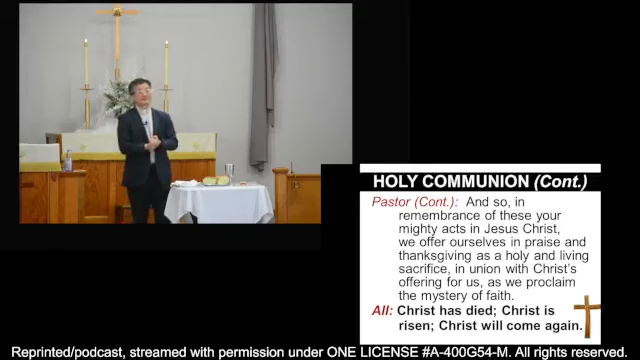 HOLY COMMUNION (Cont.)
Pastor (Cont.): And so, in
remembrance of these your
mighty acts in Jesus Christ,
we offer ourselves in praise and
thanksgiving as a holy and living
sacrifice, in union with Christ's
offering for us, as we proclaim
the mystery of faith.
All: Christ has died; Christ is
risen; Christ will come again.
Reprinted/podcast, streamed with permission under ONE LICENSE #A-400G54-M. All rights reserved.